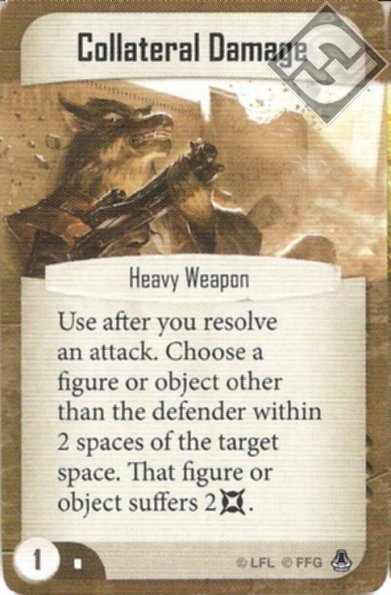 Collateral Damage
Heavy Weapon
Use after you resolve
an attack. Choose a
figure or object other
than the defender within
2 spaces of the target
space. That figure or
object suffers 2.
1
© LFL © FFG